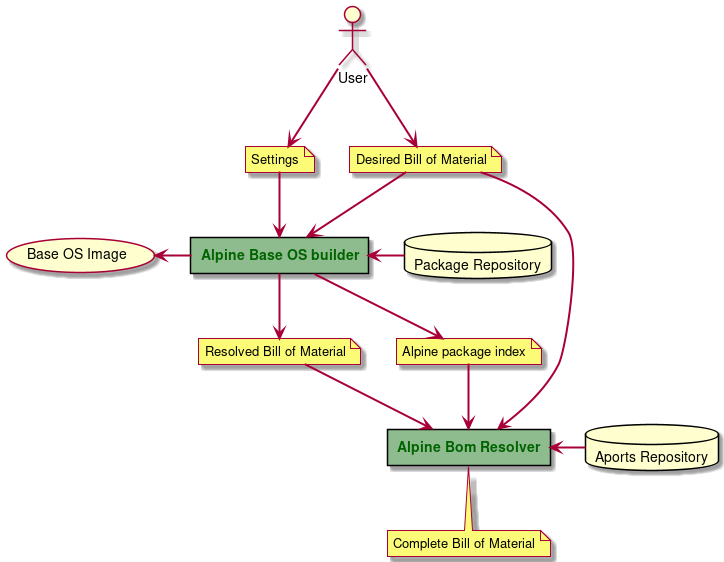 User
Settings
Desired Bill of Material
Base OS Image
Alpine Base OS builder
Package Repository
Resolved Bill of Material
Alpine package index
Alpine Bom Resolver
Aports Repository
Complete Bill of Material